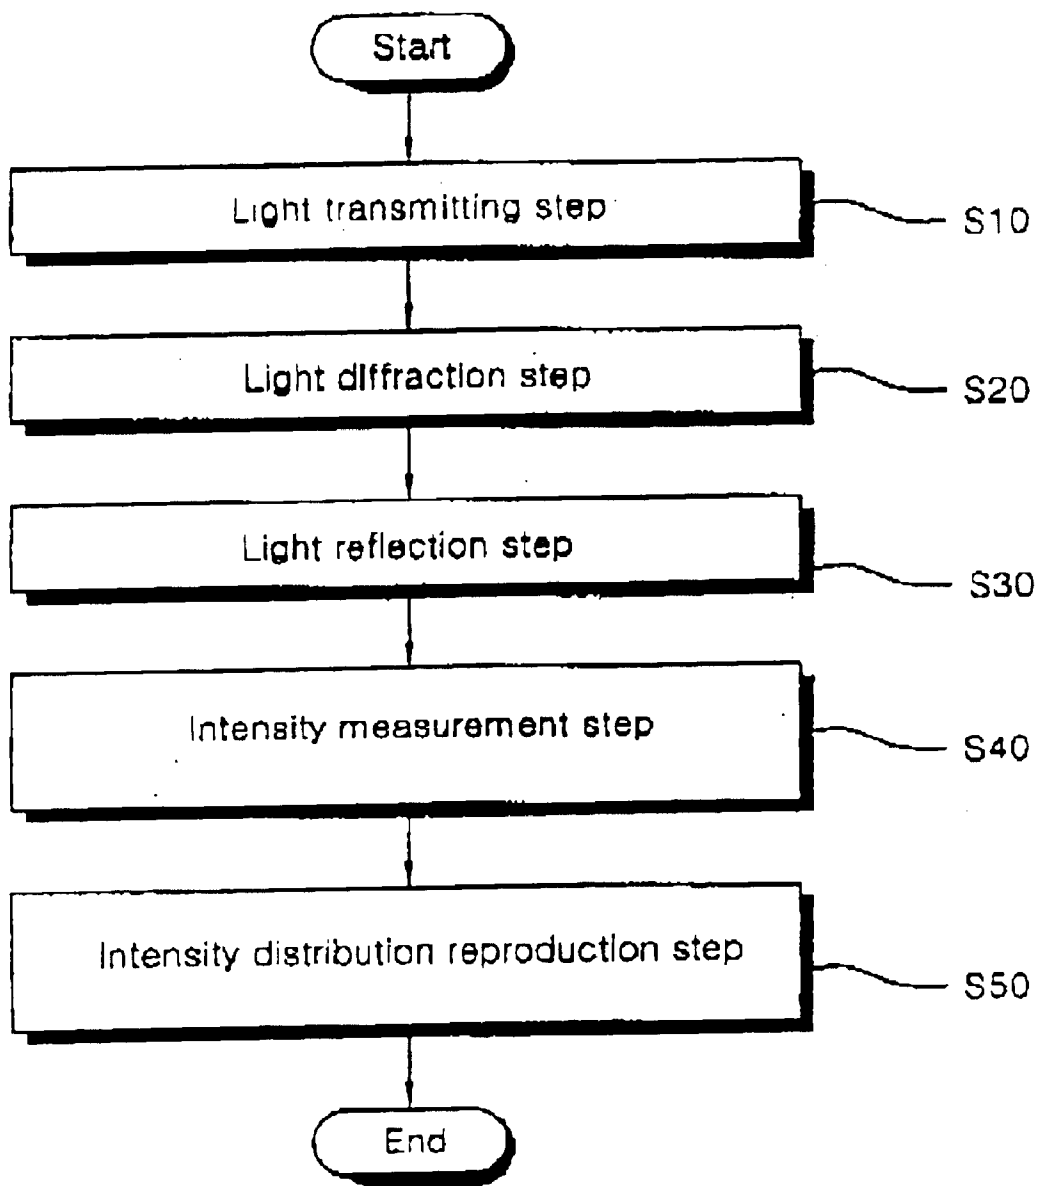 Start
Light transmitting step
S10
Light diffraction step
S20
Light reflection step
S30
Intensity measurement step
S40
Intensity distribution reproduction step
S50
End